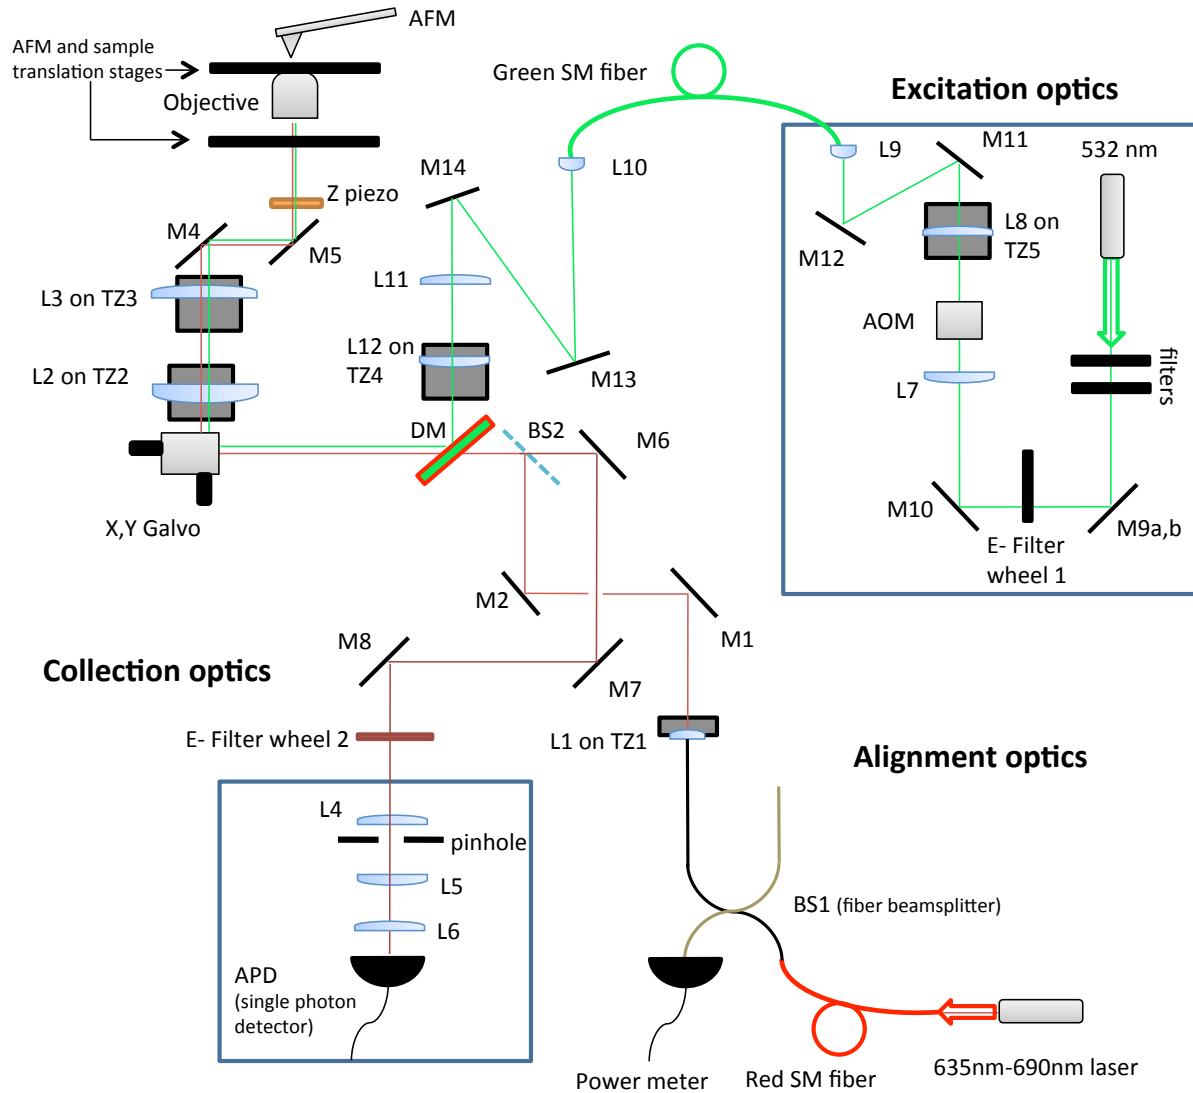 AFM
AFM and sample
translation stages
Objective
Green SM fiber
Excitation optics
M11
532 nm
L9
L10
M14
Z piezo
M4
M5
M12
L8 on
TZ5
L3 on TZ3
L11
AOM
L12 on
TZ4
M13
L2 on TZ2
L7
filters
DM
BS2
M6
X,Y Galvo
M10
M9a,b
E- Filter
wheel 1
M2
M1
M8
Collection optics
M7
E- Filter wheel 2
L1 on TZ1
Alignment optics
L4
pinhole
L5
BS1 (fiber beamsplitter)
L6
APD
(single photon
detector)
Power meter
Red SM fiber
635nm-690nm laser